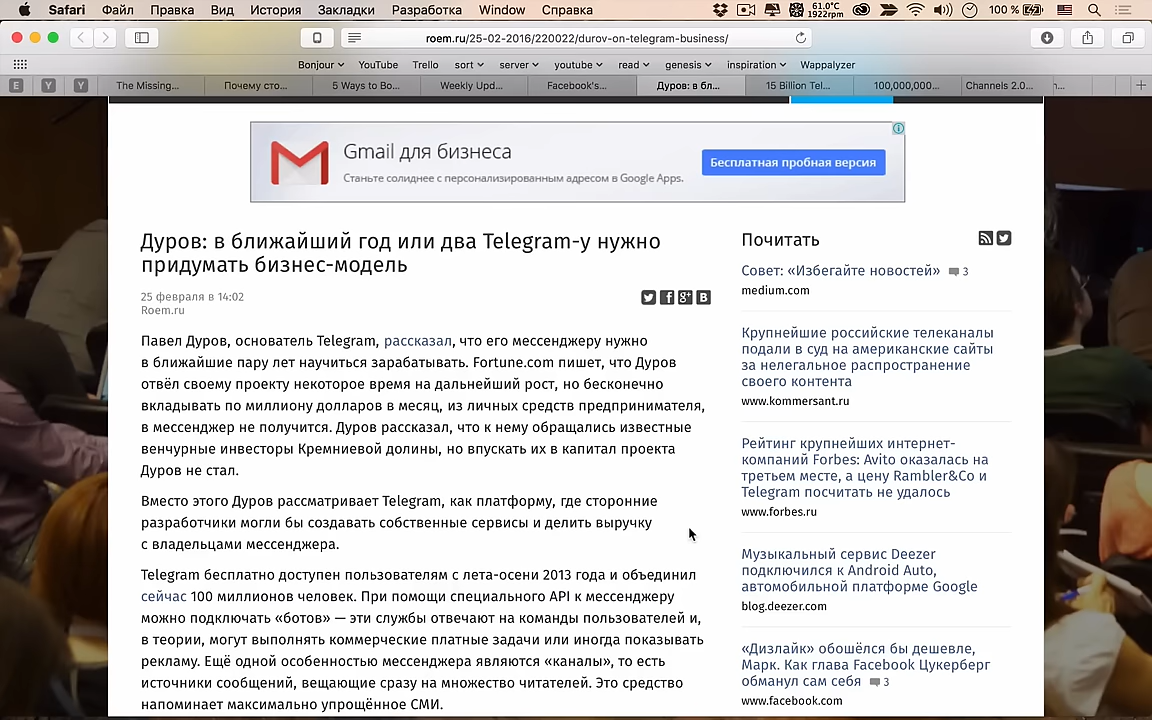 Safari Файл Правка Вид История Закладки Разработка Window Справка 61.0°C 1922rpm 100 %
roem.ru/25-02-2016/220022/durov-on-telegram-business/
Bonjour YouTube Trello sort server youtube read genesis inspiration Wappalyzer
E Y Y The Missing... Почему сто... 5 Ways to Bo... Weekly Upd... Facebook's... Дуров: в бл... 15 Billion Tel... 100,000,000... Channels 2.0...
Gmail для бизнеса
Станьте солиднее с персонализированным адресом в Google Apps.
Бесплатная пробная версия
Дуров: в ближайший год или два Telegram-у нужно
придумать бизнес-модель
25 февраля в 14:02
Roem.ru
Павел Дуров, основатель Telegram, рассказал, что его мессенджеру нужно
в ближайшие пару лет научиться зарабатывать. Fortune.com пишет, что Дуров
отвёл своему проекту некоторое время на дальнейший рост, но бесконечно
вкладывать по миллиону долларов в месяц, из личных средств предпринимателя,
в мессенджер не получится. Дуров рассказал, что к нему обращались известные
венчурные инвесторы Кремниевой долины, но впускать их в капитал проекта
Дуров не стал.
Вместо этого Дуров рассматривает Telegram, как платформу, где сторонние
разработчики могли бы создавать собственные сервисы и делить выручку
с владельцами мессенджера.
Telegram бесплатно доступен пользователям с лета-осени 2013 года и объединил
сейчас 100 миллионов человек. При помощи специального API к мессенджеру
можно подключать «ботов» — эти службы отвечают на команды пользователей и,
в теории, могут выполнять коммерческие платные задачи или иногда показывать
рекламу. Ещё одной особенностью мессенджера являются «каналы», то есть
источники сообщений, вещающие сразу на множество читателей. Это средство
напоминает максимально упрощённое СМИ.
Почитать
Совет: «Избегайте новостей» 3
medium.com
Крупнейшие российские телеканалы
подали в суд на американские сайты
за нелегальное распространение
своего контента
www.kommersant.ru
Рейтинг крупнейших интернет-
компаний Forbes: Avito оказалась на
третьем месте, а цену Rambler&Co и
Telegram посчитать не удалось
www.forbes.ru
Музыкальный сервис Deezer
подключился к Android Auto,
автомобильной платформе Google
blog.deezer.com
«Дизлайк» обошёлся бы дешевле,
Марк. Как глава Facebook Цукерберг
обманул сам себя 3
www.facebook.com